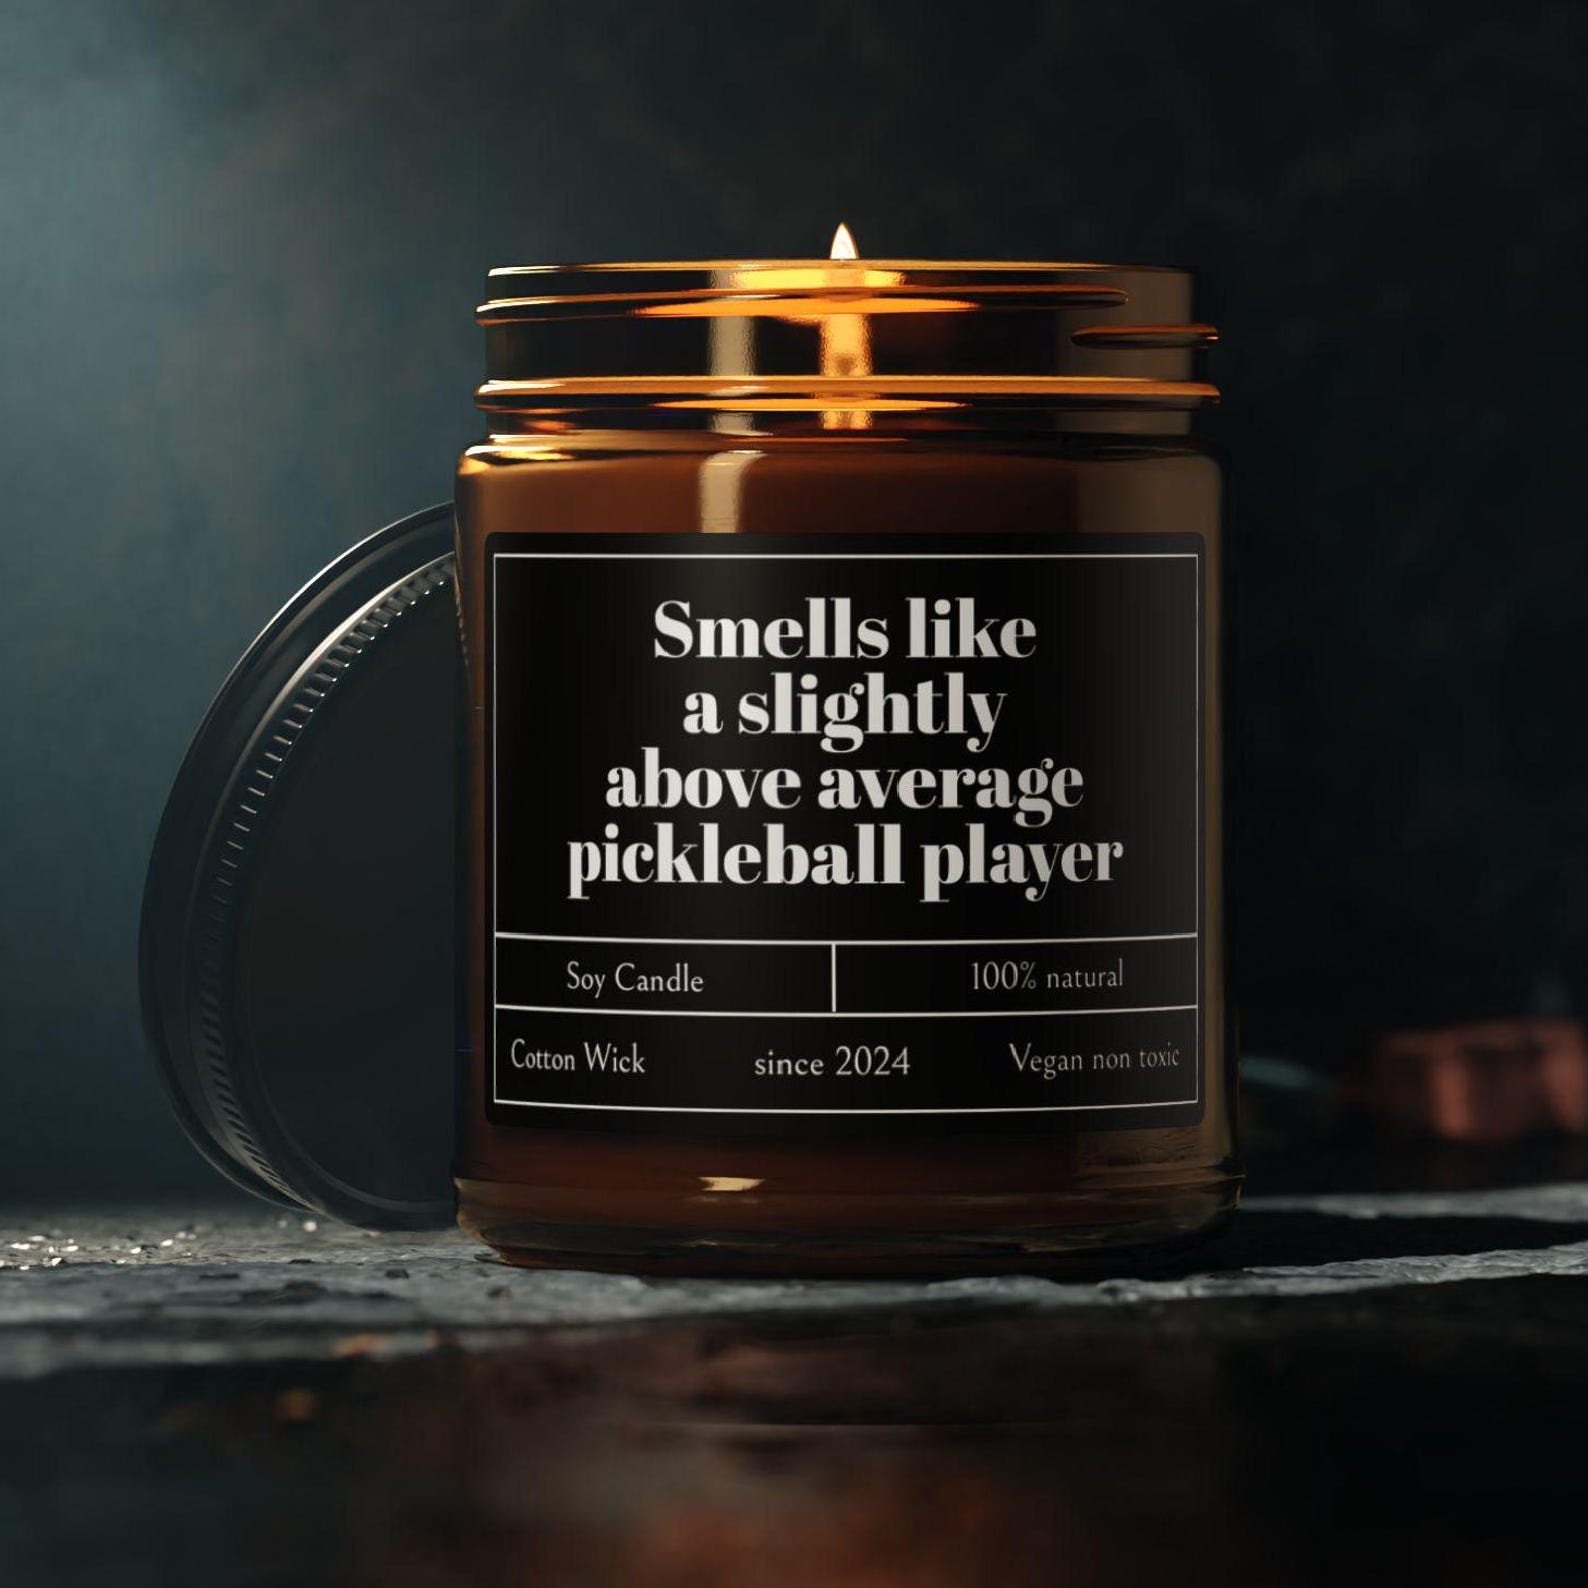 Smells like
a slightly
above average
pickleball player
Soy Candle
100% natural
Cotton Wick
since 2024
Vegan non toxic